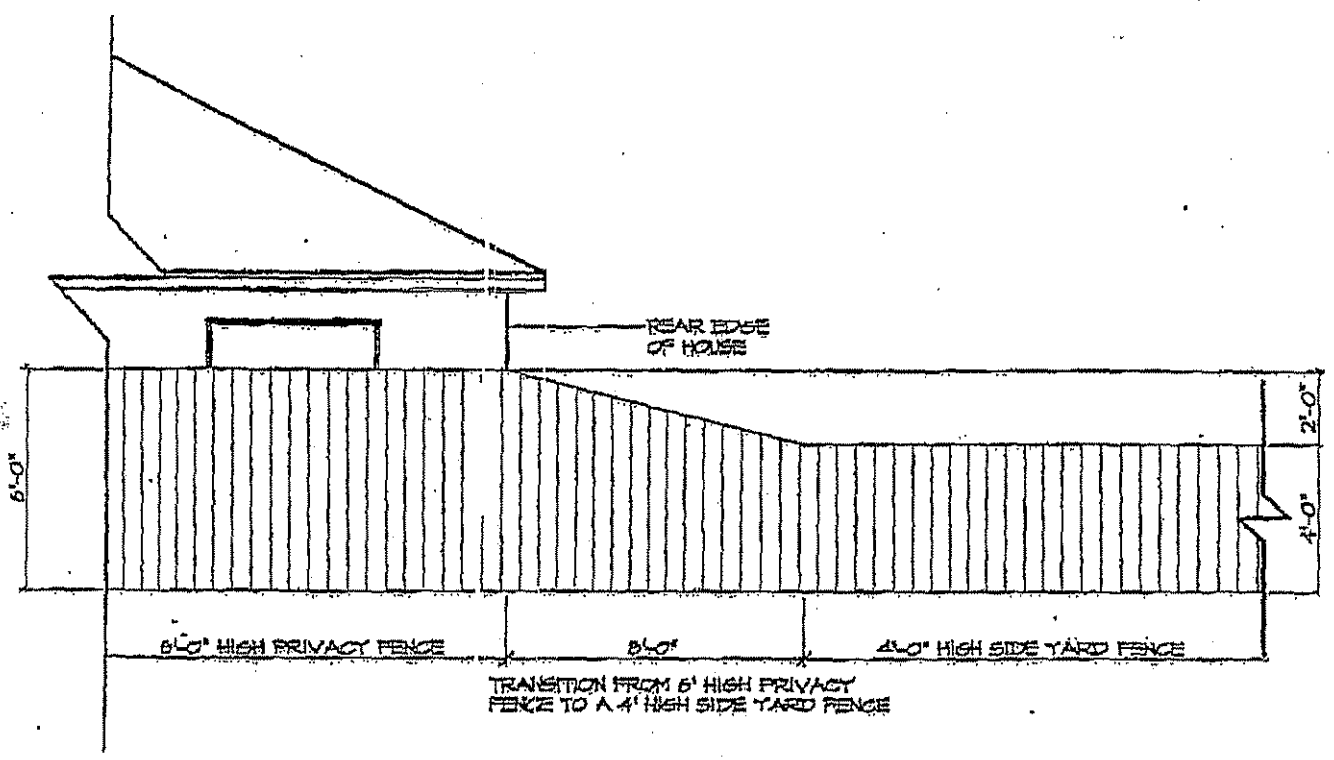 REAR EDGE
OF HOUSE
2'-0"
6'-0"
4'-0"
6'-0" HIGH PRIVACY FENCE
8'-0"
4'-0" HIGH SIDE YARD FENCE
TRANSITION FROM 6' HIGH PRIVACY
FENCE TO A 4' HIGH SIDE YARD FENCE